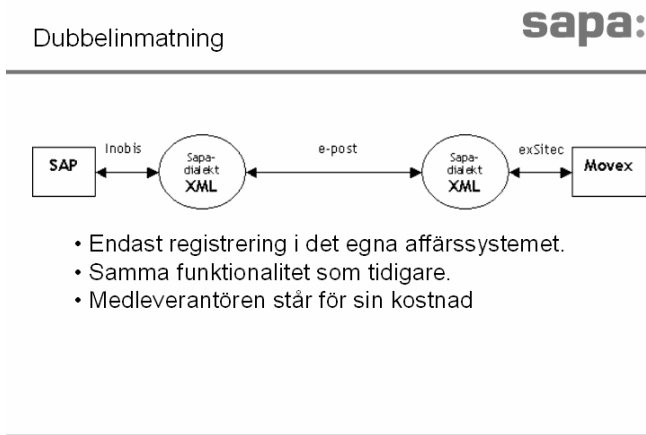 Dubbelinmatning
sapa:
SAP
Inobis
Sapa-
dialekt
XML
e-post
Sapa-
dialekt
XML
exSitec
Movex
• Endast registrering i det egna affärssystemet.
• Samma funktionalitet som tidigare.
• Medleverantören står för sin kostnad